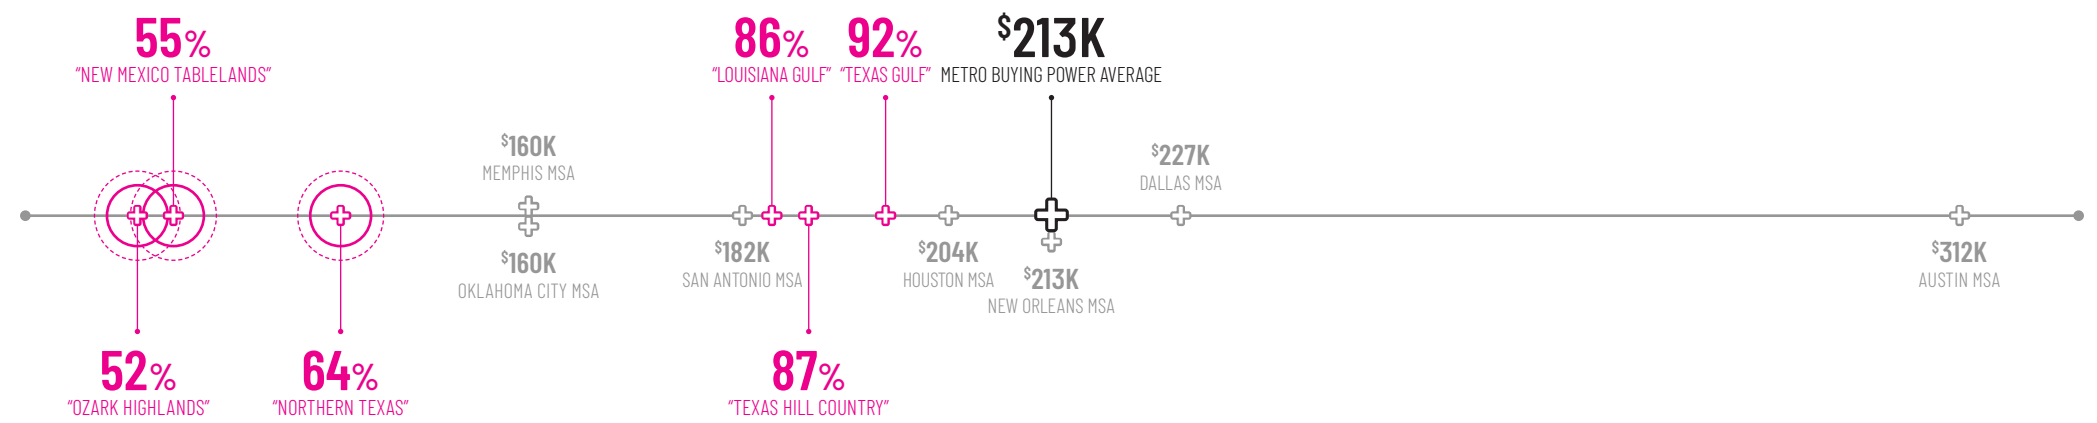 55%
“NEW MEXICO TABLELANDS”
86%
“LOUISIANA GULF”
92%
“TEXAS GULF”
$213K
METRO BUYING POWER AVERAGE
$160K
MEMPHIS MSA
$227K
DALLAS MSA
$160K
OKLAHOMA CITY MSA
$182K
SAN ANTONIO MSA
$204K
HOUSTON MSA
$213K
NEW ORLEANS MSA
$312K
AUSTIN MSA
52%
“OZARK HIGHLANDS”
64%
“NORTHERN TEXAS”
87%
“TEXAS HILL COUNTRY”